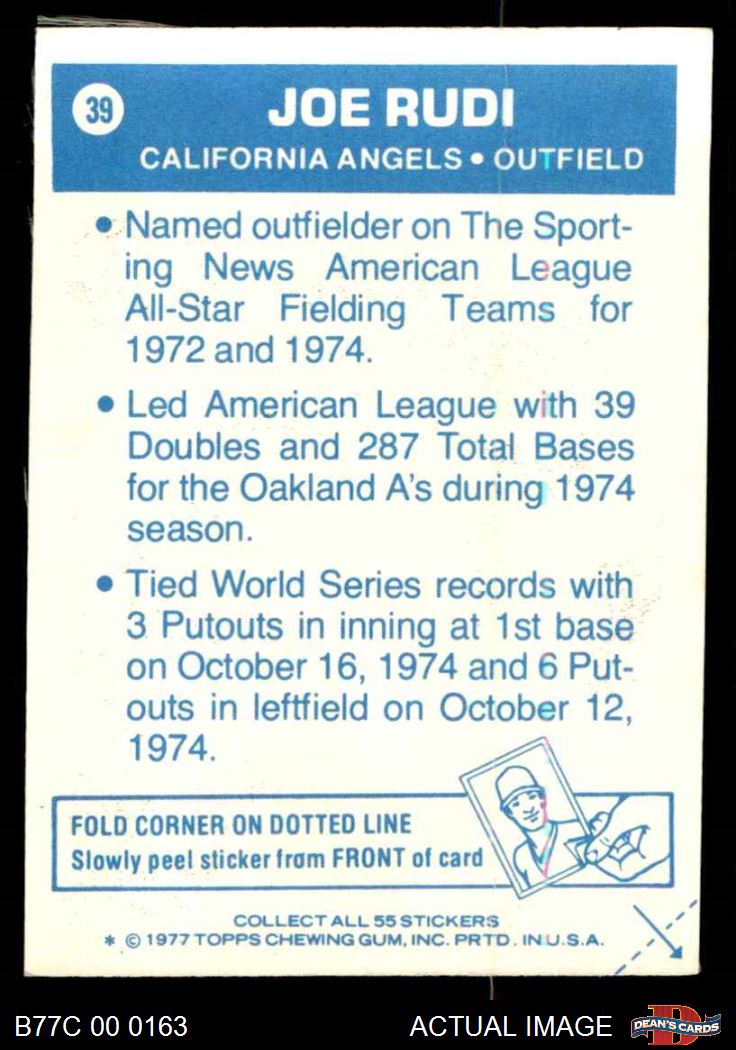 39
JOE RUDI
CALIFORNIA ANGELS • OUTFIELD
• Named outfielder on The Sport-
ing News American League
All-Star Fielding Teams for
1972 and 1974.
• Led American League with 39
Doubles and 287 Total Bases
for the Oakland A's during 1974
season.
• Tied World Series records with
3 Putouts in inning at 1st base
on October 16, 1974 and 6 Put-
outs in leftfield on October 12,
1974.
FOLD CORNER ON DOTTED LINE
Slowly peel sticker from FRONT of card
COLLECT ALL 55 STICKERS
* © 1977 TOPPS CHEWING GUM, INC. PRTD. IN U.S.A.
B77C 00 0163
ACTUAL IMAGE
D
DEAN'S CARDS